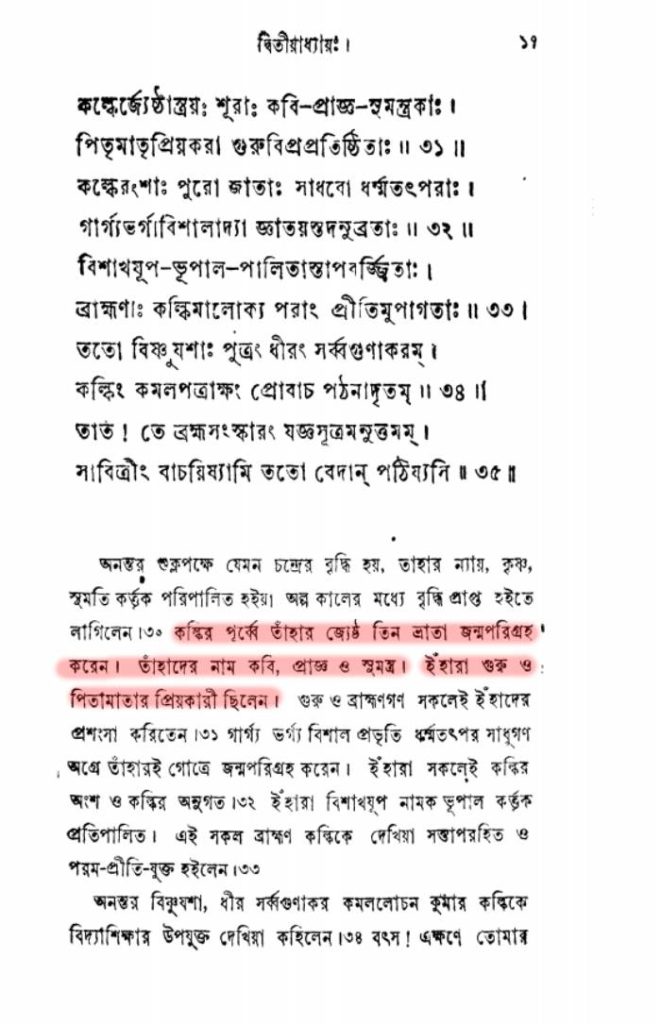 দ্বিতীয়াধ্যায়ঃ। ১৭
কল্কের্জ্যেষ্ঠাস্ত্রয়ঃ শূরাঃ কবি-প্রাজ্ঞ-সুমন্ত্রকাঃ।
পিতৃমাতৃপ্রিয়করা গুরুবিপ্রপ্রতিষ্ঠিতাঃ॥ ৩১॥
কল্কেরংশাঃ পুরো জাতাঃ সাধবো ধর্ম্মতৎপরাঃ।
গার্গ্যভর্গ্যবিশালাদ্যা জ্ঞাতয়স্তদনুব্রতাঃ॥ ৩২॥
বিশাখযূপ-ভূপাল-পালিতাস্তাপবর্জ্জিতাঃ।
ব্রাহ্মণাঃ কল্কিমালোক্য পরাং প্রীতিমুপাগতাঃ॥ ৩৩।
ততো বিষ্ণুযশাঃ পুত্রং ধীরং সর্ব্বগুণাকরম্।
কল্কিং কমলপত্রাক্ষং প্রোবাচ পঠনাদৃতম্॥ ৩৪॥
তাত! তে ব্রহ্মসংস্কারং যজ্ঞসূত্রমনুত্তমম্।
সাবিত্রীং বাচয়িষ্যামি ততো বেদান্ পঠিষ্যসি॥ ৩৫॥
অনন্তর শুক্লপক্ষে যেমন চন্দ্রের বৃদ্ধি হয়, তাহার ন্যায়, কৃষ্ণ,
সুমতি কর্ত্তৃক পরিপালিত হইয়া অল্প কালের মধ্যে বৃদ্ধি প্রাপ্ত হইতে
লাগিলেন।৩০ কল্কির পূর্ব্বে তাঁহার জ্যেষ্ঠ তিন ভ্রাতা জন্মপরিগ্রহ
করেন। তাঁহাদের নাম কবি, প্রাজ্ঞ ও সুমন্ত্র। ইঁহারা গুরু ও
পিতামাতার প্রিয়কারী ছিলেন। গুরু ও ব্রাহ্মণগণ সকলেই ইঁহাদের
প্রশংসা করিতেন।৩১ গার্গ্য ভর্গ্য বিশাল প্রভৃতি ধর্ম্মতৎপর সাধুগণ
অগ্রে তাঁহারই গোত্রে জন্মপরিগ্রহ করেন। ইঁহারা সকলেই কল্কির
অংশ ও কল্কির অনুগত।৩২ ইঁহারা বিশাখযূপ নামক ভূপাল কর্ত্তৃক
প্রতিপালিত। এই সকল ব্রাহ্মণ কল্কিকে দেখিয়া সন্তাপরহিত ও
পরম-প্রীতি-যুক্ত হইলেন।৩৩
অনন্তর বিষ্ণুযশা, ধীর সর্ব্বগুণাকর কমললোচন কুমার কল্কিকে
বিদ্যাশিক্ষার উপযুক্ত দেখিয়া কহিলেন।৩৪ বৎস! এক্ষণে তোমার